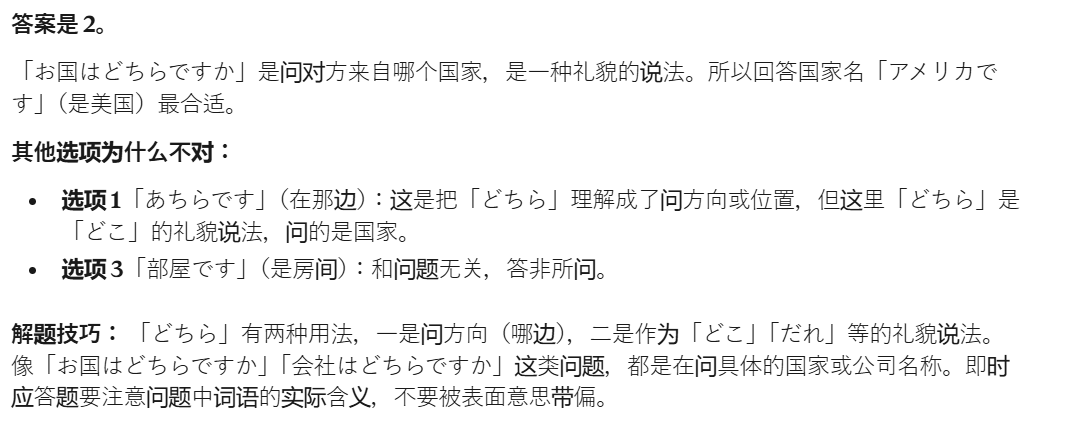 答案是 2。
「お国はどちらですか」是问对方来自哪个国家，是一种礼貌的说法。所以回答国家名「アメリカで
す」（是美国）最合适。
其他选项为什么不对：
• 选项 1「あちらです」（在那边）：这是把「どちら」理解成了问方向或位置，但这里「どちら」是
「どこ」的礼貌说法，问的是国家。
• 选项 3「部屋です」（是房间）：和问题无关，答非所问。
解题技巧：「どちら」有两种用法，一是问方向（哪边），二是作为「どこ」「だれ」等的礼貌说法。
像「お国はどちらですか」「会社はどちらですか」这类问题，都是在问具体的国家或公司名称。即时
应答题要注意问题中词语的实际含义，不要被表面意思带偏。